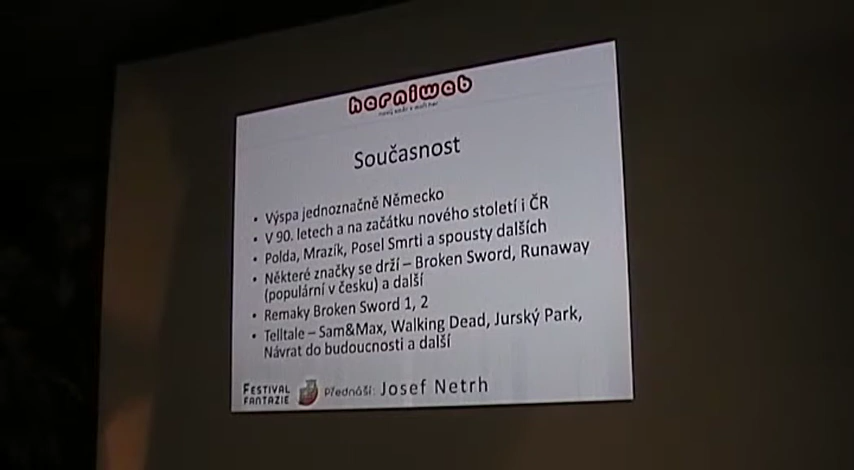 herniweb
Současnost
• Výspa jednoznačně Německo
• V 90. letech a na začátku nového století i ČR
• Polda, Mrazík, Posel Smrti a spousty dalších
• Některé značky se drží – Broken Sword, Runaway
(populární v česku) a další
• Remaky Broken Sword 1, 2
• Telltale – Sam&Max, Walking Dead, Jurský Park,
Návrat do budoucnosti a další
FESTIVAL
FANTAZIE
Přednáší: Josef Netrh